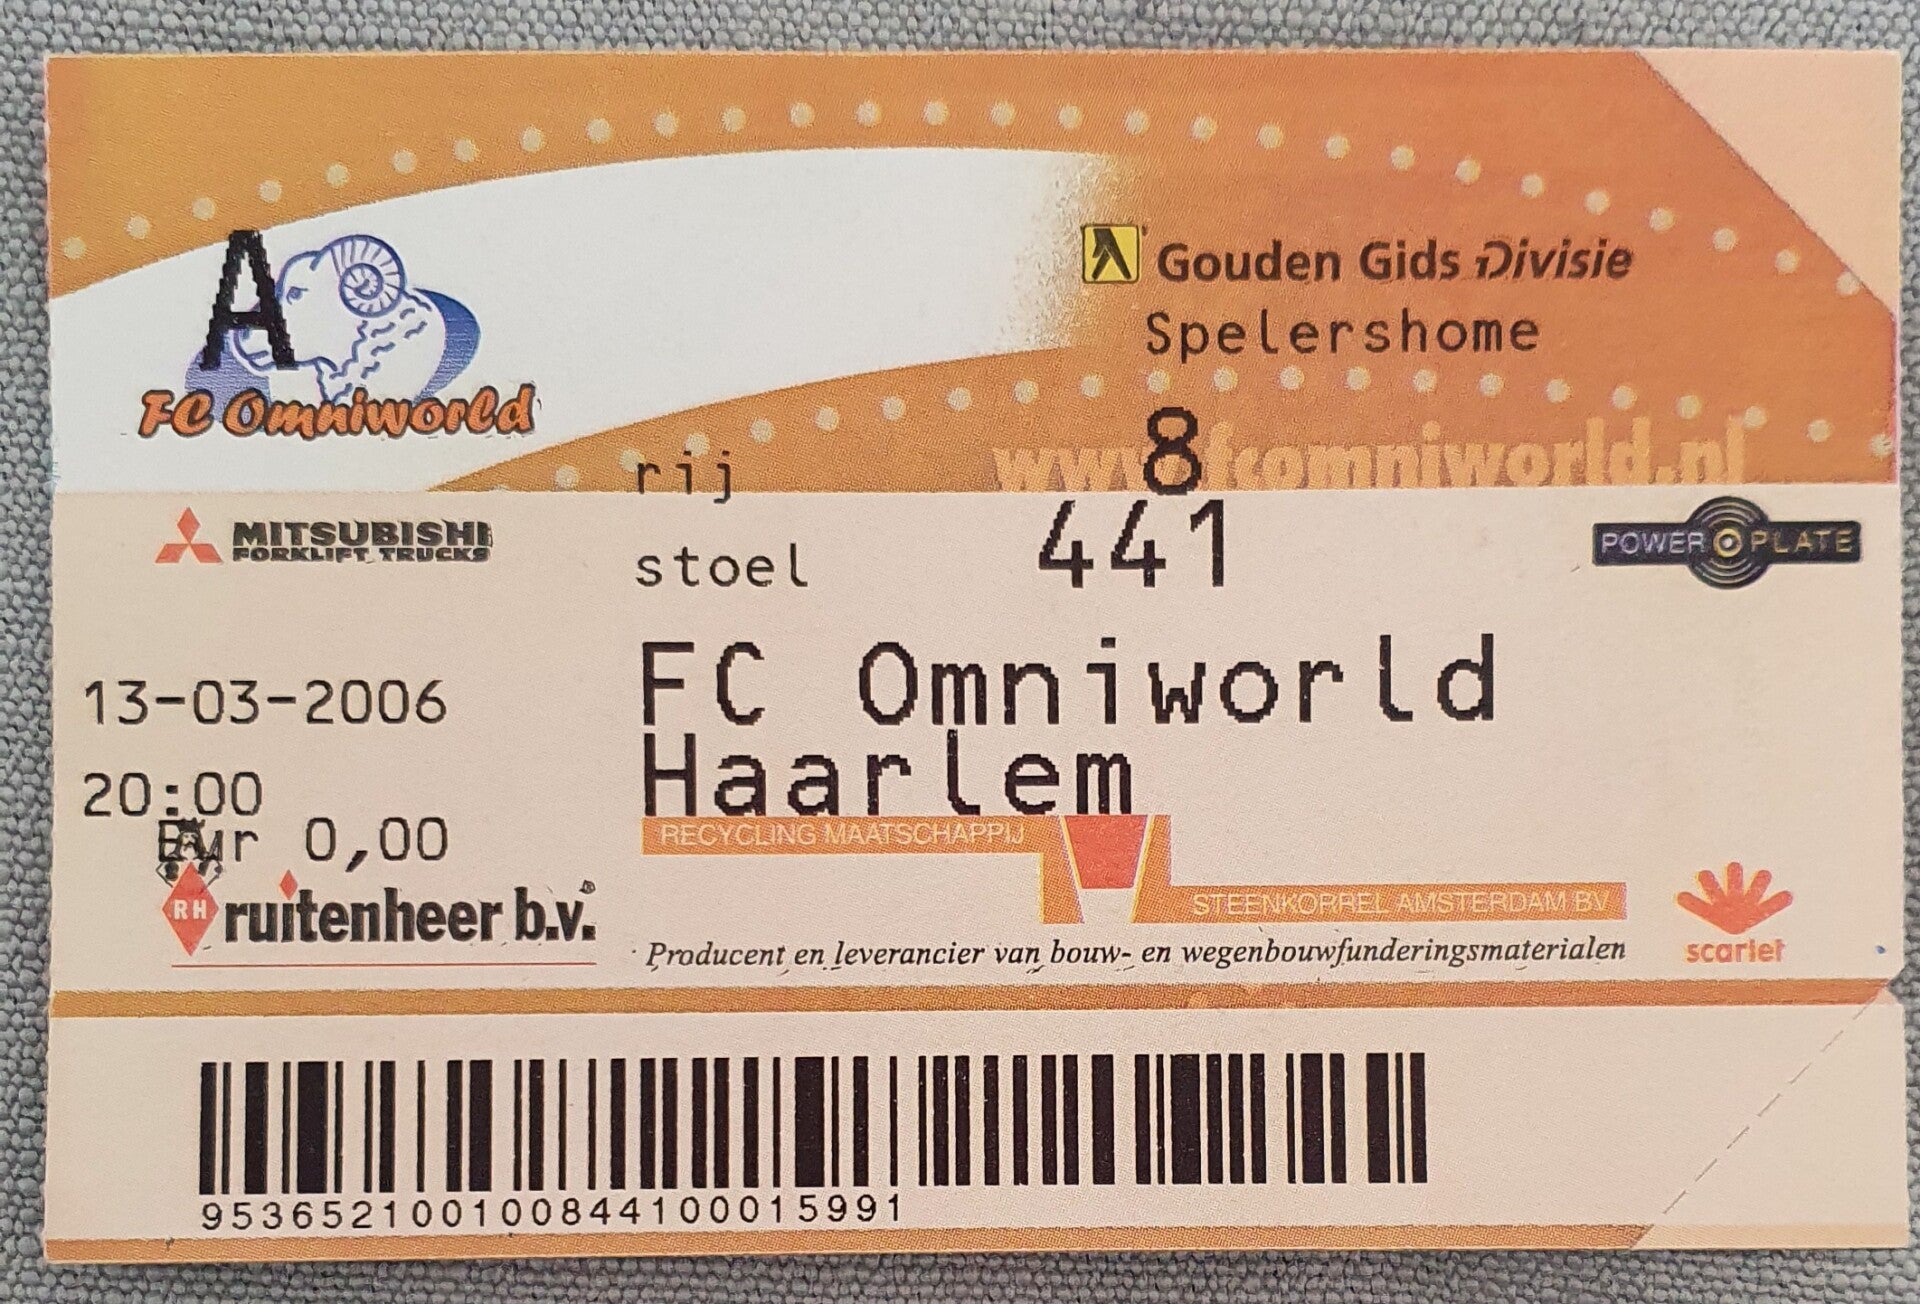 A
FC Omniworld
Gouden Gids Divisie
Spelershome
www.fcomniworld.nl
rij 8
stoel 441
MITSUBISHI
FORKLIFT TRUCKS
POWER PLATE
13-03-2006
FC Omniworld
Haarlem
20:00
Eur 0,00
RECYCLING MAATSCHAPPIJ
STEENKORREL AMSTERDAM BV
RH ruitenheer b.v.
Producent en leverancier van bouw- en wegenbouwfunderingsmaterialen
scarlet
953652100100844100015991